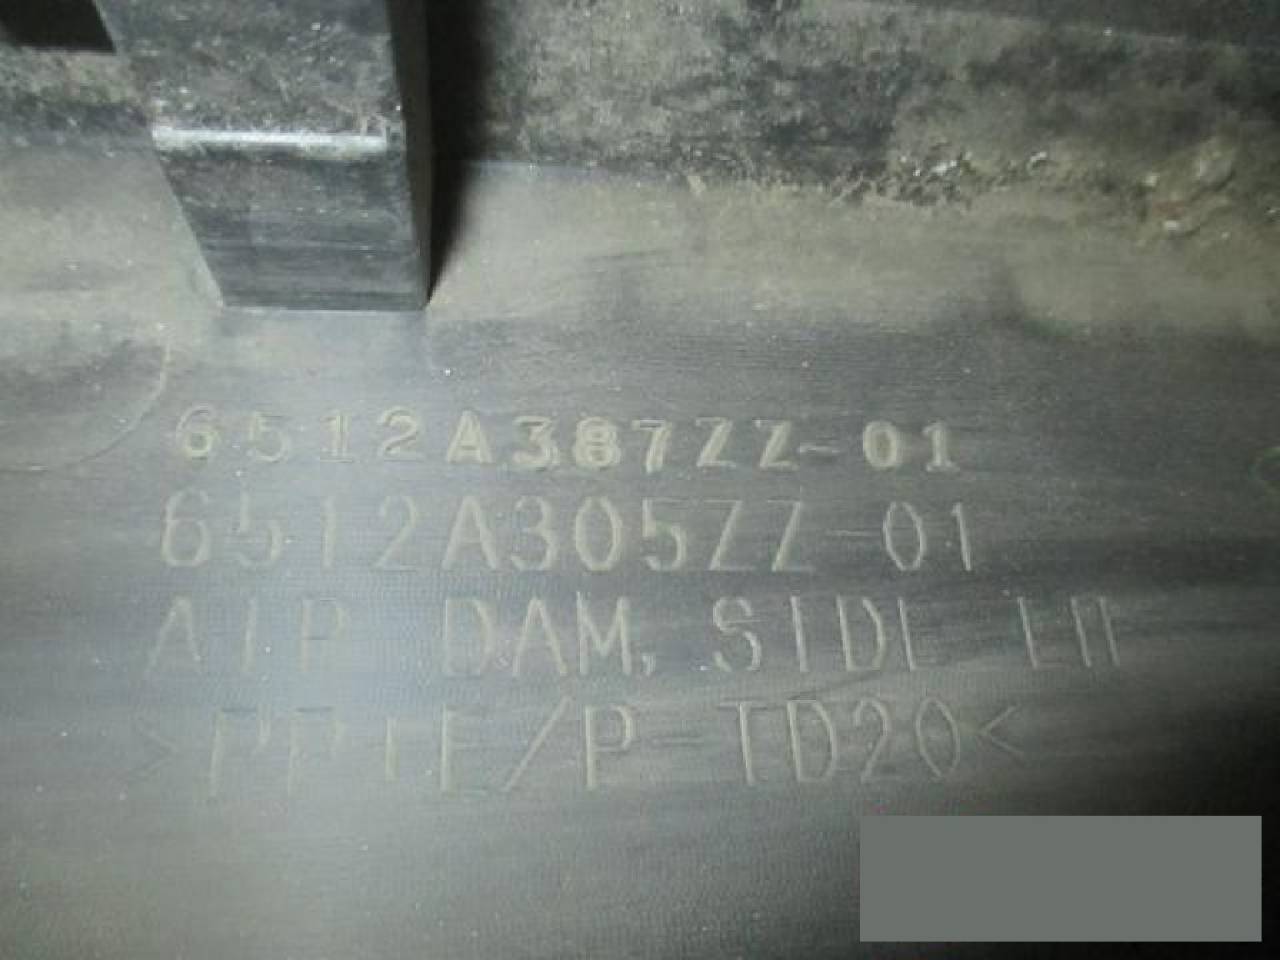 6512A387ZZ-01
6512A305ZZ-01
AIR DAM, SIDE LH
>PP+E/P-TD20<